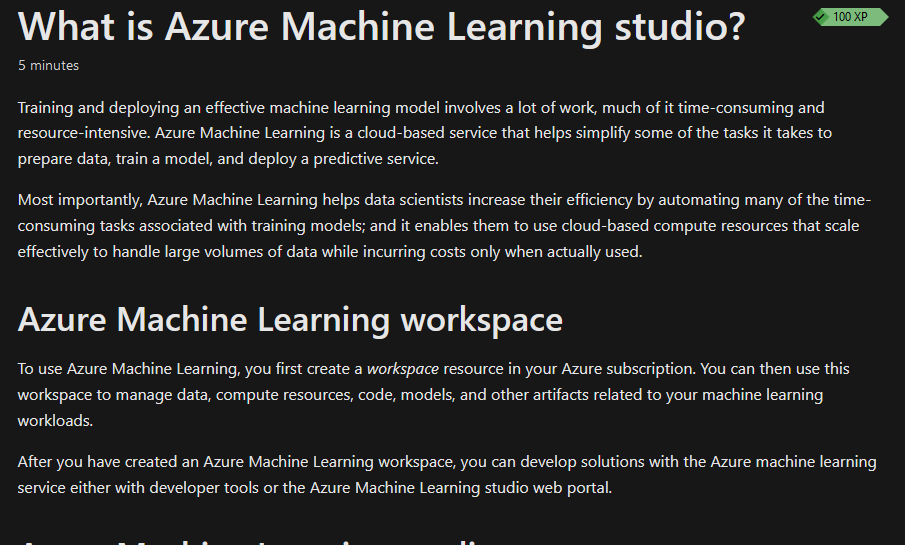 What is Azure Machine Learning studio?
100 XP
5 minutes
Training and deploying an effective machine learning model involves a lot of work, much of it time-consuming and
resource-intensive. Azure Machine Learning is a cloud-based service that helps simplify some of the tasks it takes to
prepare data, train a model, and deploy a predictive service.
Most importantly, Azure Machine Learning helps data scientists increase their efficiency by automating many of the time-
consuming tasks associated with training models; and it enables them to use cloud-based compute resources that scale
effectively to handle large volumes of data while incurring costs only when actually used.
Azure Machine Learning workspace
To use Azure Machine Learning, you first create a workspace resource in your Azure subscription. You can then use this
workspace to manage data, compute resources, code, models, and other artifacts related to your machine learning
workloads.
After you have created an Azure Machine Learning workspace, you can develop solutions with the Azure machine learning
service either with developer tools or the Azure Machine Learning studio web portal.